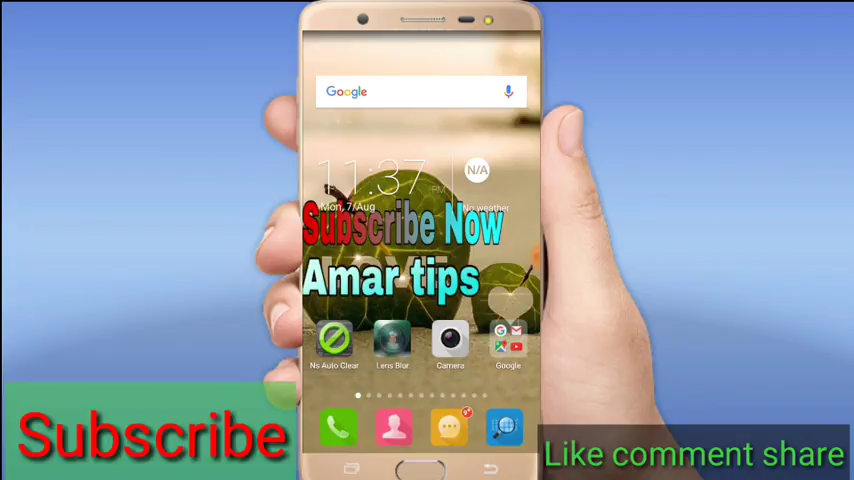 Google
11:37 PM
N/A
Mon, 7/Aug
No weather
Subscribe Now
Amar tips
Ns Auto Clear
Lens Blur
Camera
Google
Subscribe
Like comment share